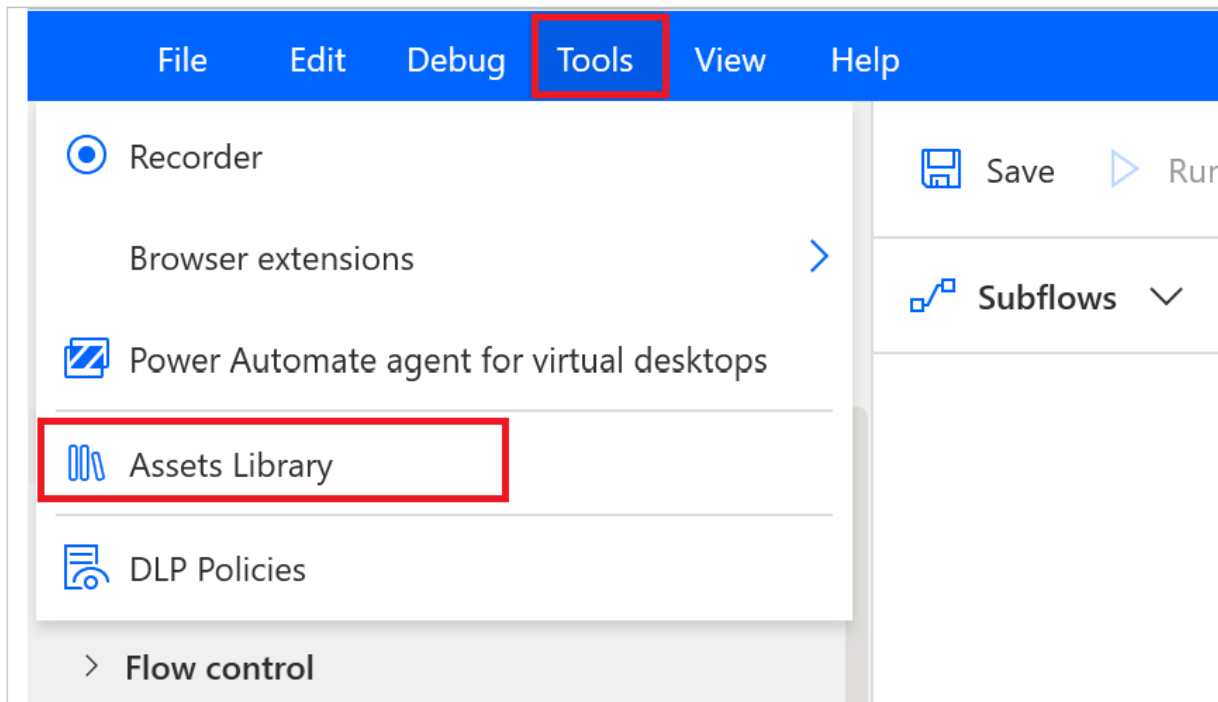 File Edit Debug Tools View Help
Recorder
Browser extensions
Power Automate agent for virtual desktops
Assets Library
DLP Policies
Flow control
Save
Subflows